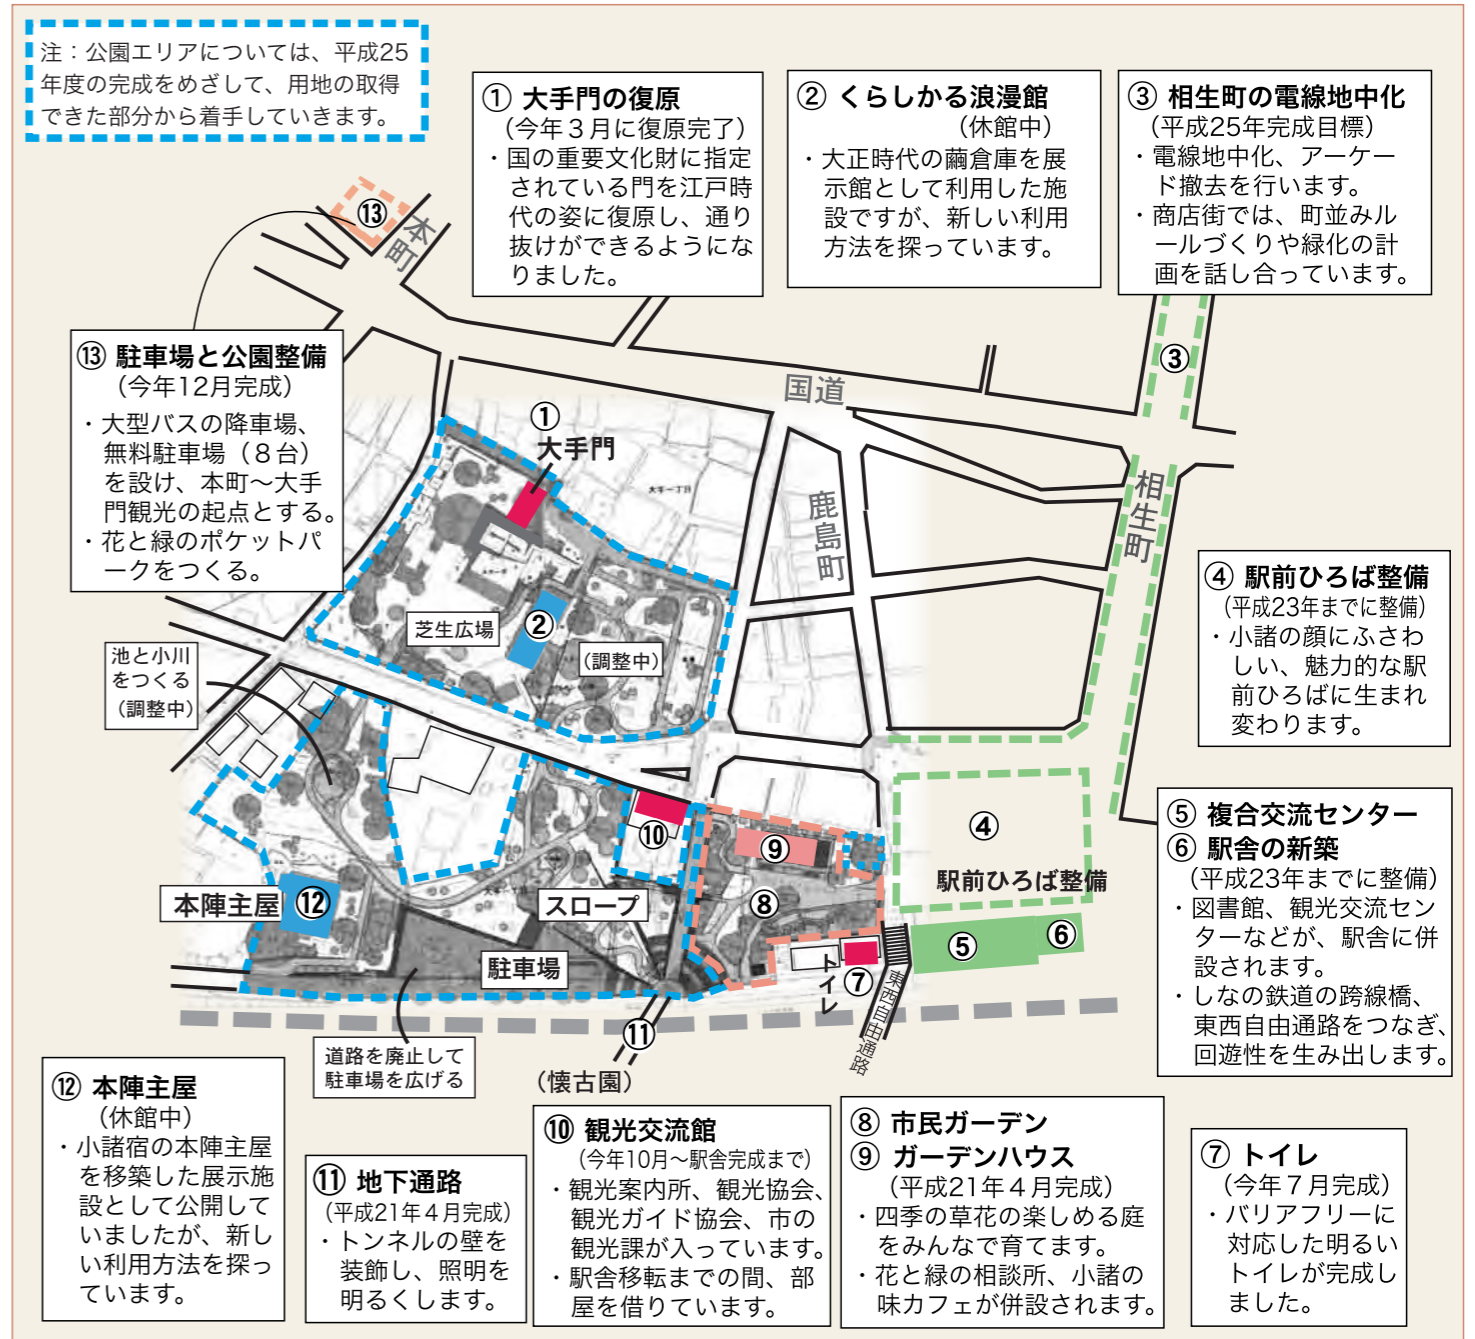 注：公園エリアについては、平成25
年度の完成をめざして、用地の取得
できた部分から着手していきます。
① 大手門の復原
（今年３月に復原完了）
・国の重要文化財に指定
されている門を江戸時
代の姿に復原し、通り
抜けができるようにな
りました。
② くらしかる浪漫館
（休館中）
・大正時代の繭倉庫を展
示館として利用した施
設ですが、新しい利用
方法を探っています。
③ 相生町の電線地中化
（平成25年完成目標）
・電線地中化、アーケー
ド撤去を行います。
・商店街では、町並みル
ールづくりや緑化の計
画を話し合っています。
⑬
本町
⑬ 駐車場と公園整備
（今年12月完成）
・大型バスの降車場、
無料駐車場（８台）
を設け、本町〜大手
門観光の起点とする。
・花と緑のポケットパ
ークをつくる。
国道
③
①
大手門
大手一丁目
鹿島町
相生町
④ 駅前ひろば整備
（平成23年までに整備）
・小諸の顔にふさわ
しい、魅力的な駅
前ひろばに生まれ
変わります。
芝生広場
②
（調整中）
池と小川
をつくる
（調整中）
⑩
⑨
④
駅前ひろば整備
⑤ 複合交流センター
⑥ 駅舎の新築
（平成23年までに整備）
・図書館、観光交流セン
ターなどが、駅舎に併
設されます。
・しなの鉄道の跨線橋、
東西自由通路をつなぎ、
回遊性を生み出します。
本陣主屋
⑫
スロープ
⑧
⑤
⑥
駐車場
トイレ
⑦
東西自由通路
⑪
（懐古園）
道路を廃止して
駐車場を広げる
⑫ 本陣主屋
（休館中）
・小諸宿の本陣主屋
を移築した展示施
設として公開して
いましたが、新し
い利用方法を探っ
ています。
⑪ 地下通路
（平成21年４月完成）
・トンネルの壁を
装飾し、照明を
明るくします。
⑩ 観光交流館
（今年10月〜駅舎完成まで）
・観光案内所、観光協会、
観光ガイド協会、市の
観光課が入っています。
・駅舎移転までの間、部
屋を借りています。
⑧ 市民ガーデン
⑨ ガーデンハウス
（平成21年４月完成）
・四季の草花の楽しめる庭
をみんなで育てます。
・花と緑の相談所、小諸の
味カフェが併設されます。
⑦ トイレ
（今年７月完成）
・バリアフリーに
対応した明るい
トイレが完成し
ました。